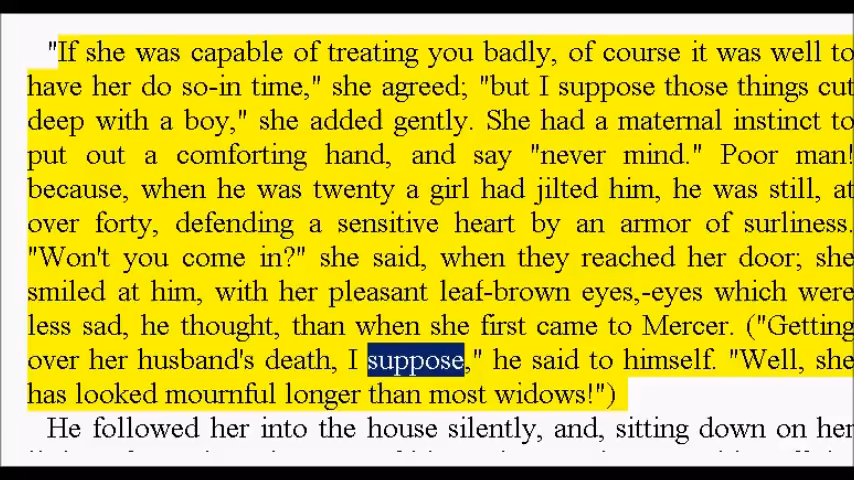 "If she was capable of treating you badly, of course it was well to
have her do so-in time," she agreed; "but I suppose those things cut
deep with a boy," she added gently. She had a maternal instinct to
put out a comforting hand, and say "never mind." Poor man!
because, when he was twenty a girl had jilted him, he was still, at
over forty, defending a sensitive heart by an armor of surliness.
"Won't you come in?" she said, when they reached her door; she
smiled at him, with her pleasant leaf-brown eyes,-eyes which were
less sad, he thought, than when she first came to Mercer. ("Getting
over her husband's death, I suppose," he said to himself. "Well, she
has looked mournful longer than most widows!")
He followed her into the house silently, and, sitting down on her